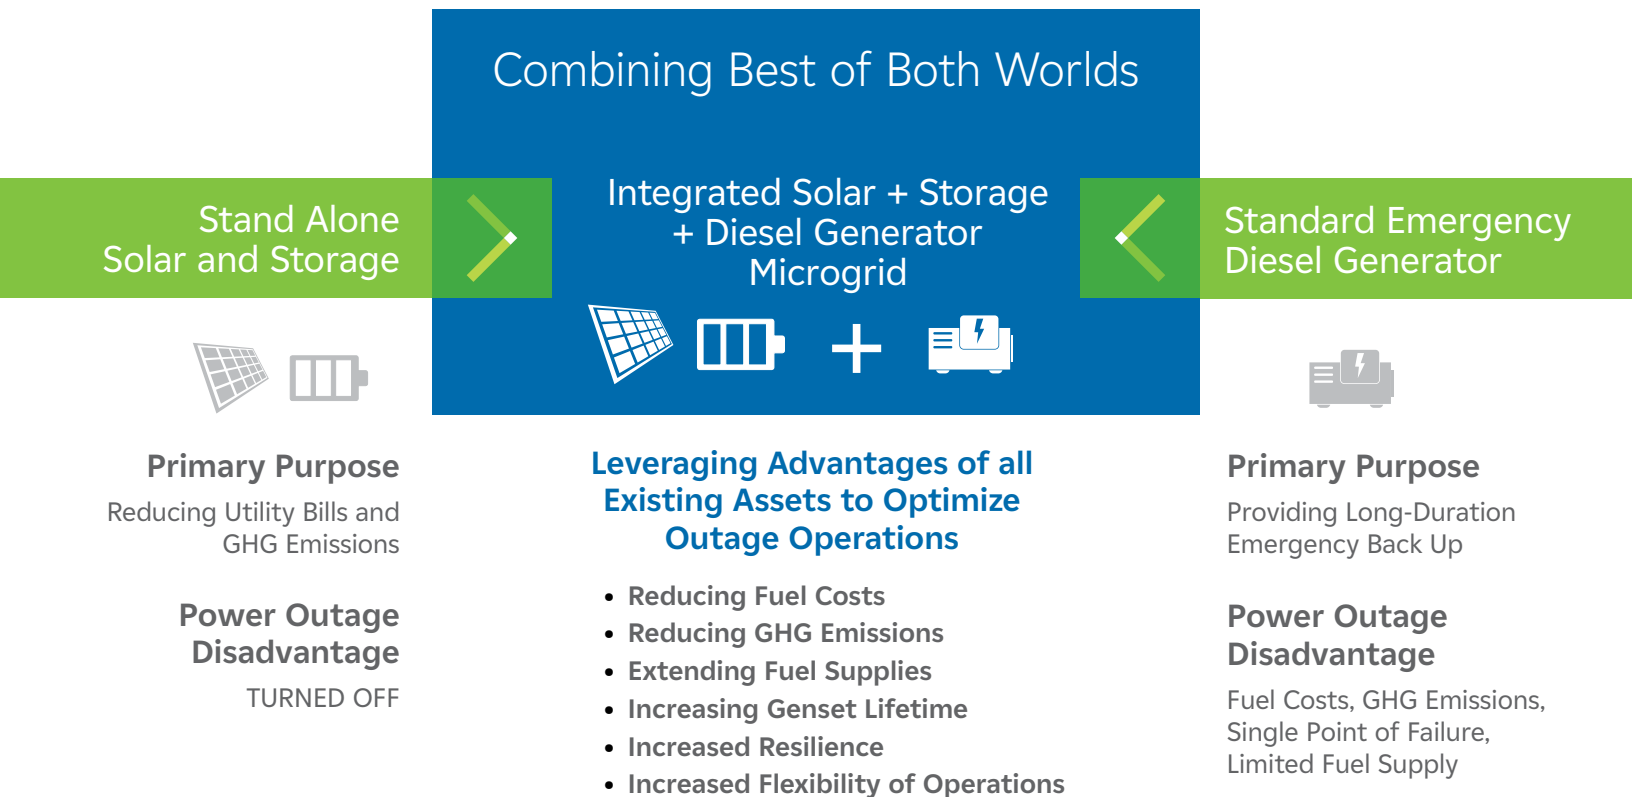 Combining Best of Both Worlds
Stand Alone
Solar and Storage
Integrated Solar + Storage
+ Diesel Generator
Microgrid
Standard Emergency
Diesel Generator
Primary Purpose
Reducing Utility Bills and
GHG Emissions
Power Outage
Disadvantage
TURNED OFF
Leveraging Advantages of all
Existing Assets to Optimize
Outage Operations
• Reducing Fuel Costs
• Reducing GHG Emissions
• Extending Fuel Supplies
• Increasing Genset Lifetime
• Increased Resilience
• Increased Flexibility of Operations
Primary Purpose
Providing Long-Duration
Emergency Back Up
Power Outage
Disadvantage
Fuel Costs, GHG Emissions,
Single Point of Failure,
Limited Fuel Supply